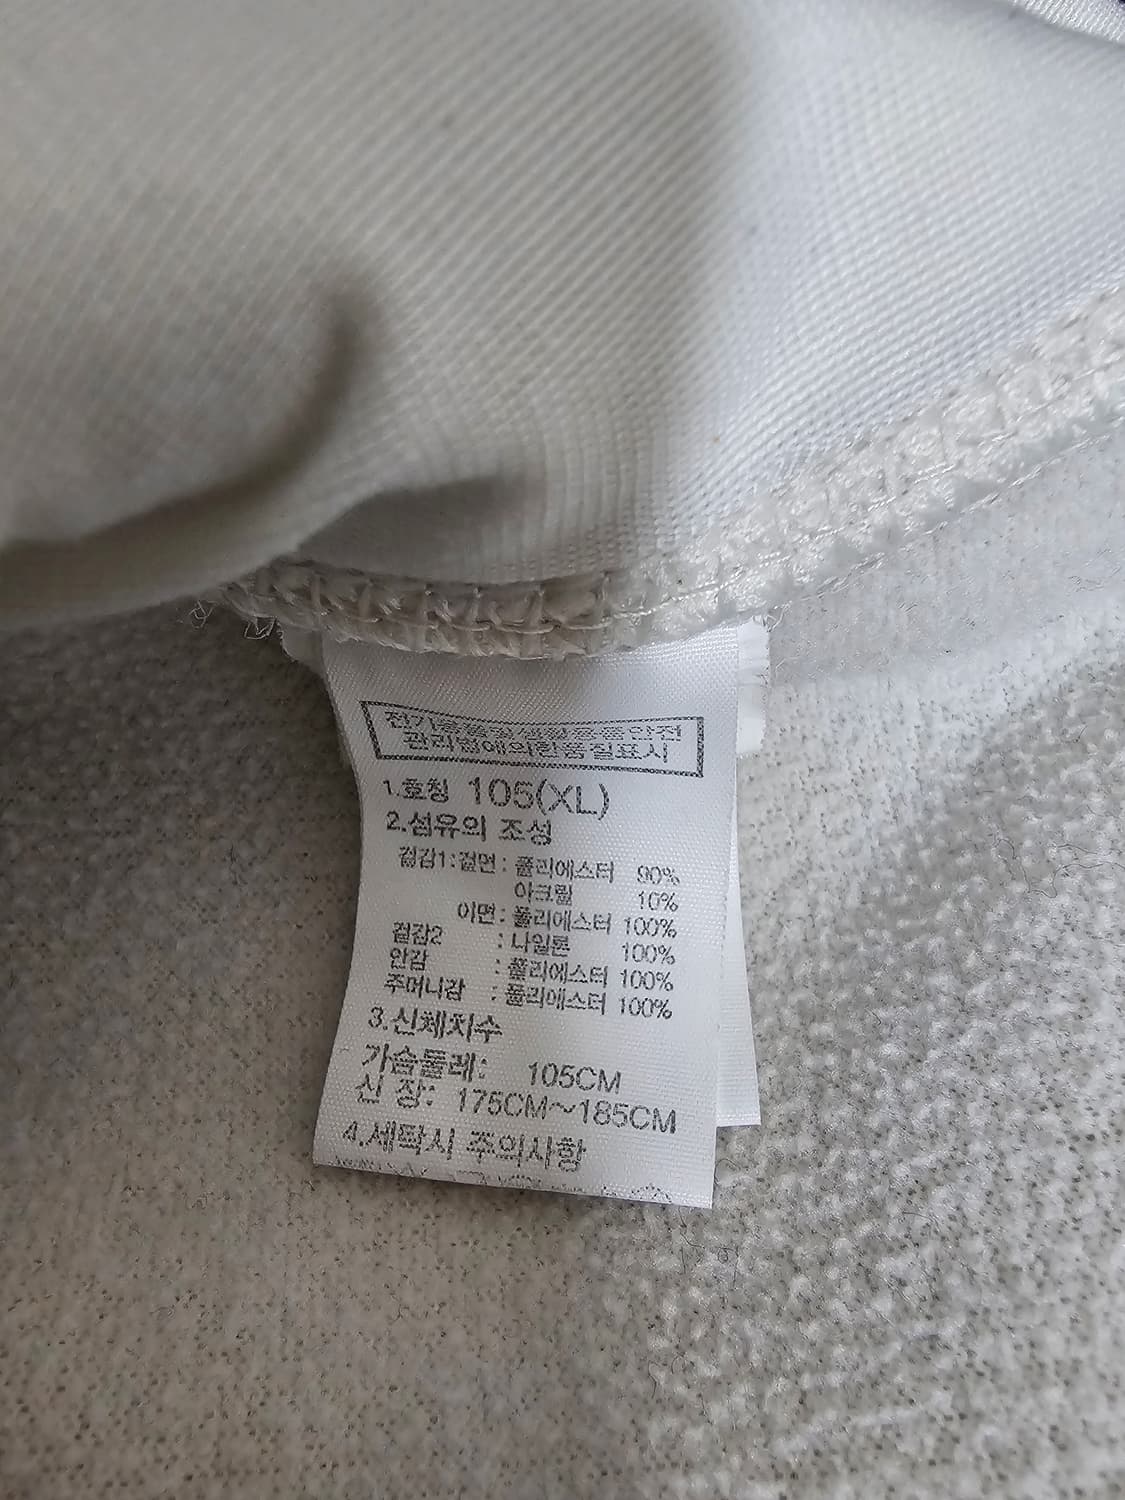 전기용품및생활용품안전
관리법에의한품질표시
1.호칭 105(XL)
2.섬유의 조성
겉감1:겉면: 폴리에스터 90%
아크릴 10%
이면: 폴리에스터 100%
겉감2 : 나일론 100%
안감 : 폴리에스터 100%
주머니감 : 폴리에스터 100%
3.신체치수
가슴둘레: 105CM
신 장: 175CM~185CM
4.세탁시 주의사항